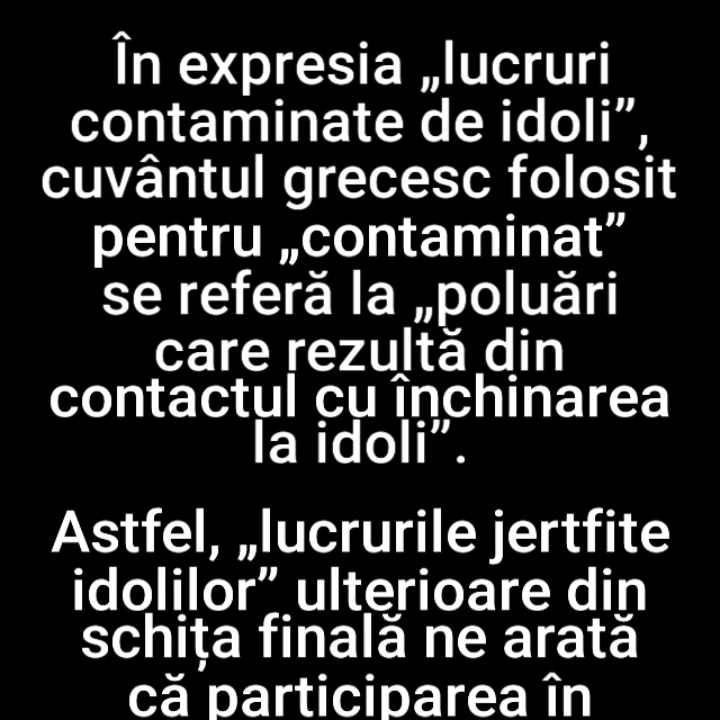 În expresia „lucruri
contaminate de idoli”,
cuvântul grecesc folosit
pentru „contaminat”
se referă la „poluări
care rezultă din
contactul cu închinarea
la idoli”.
Astfel, „lucrurile jertfite
idolilor” ulterioare din
schița finală ne arată
că participarea în